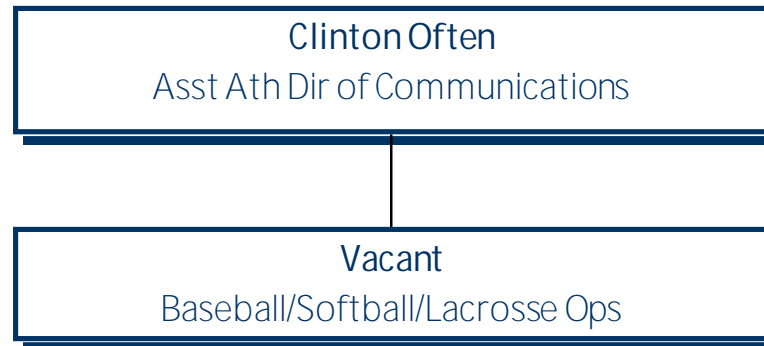 Clinton Often
Asst Ath Dir of Communications
Vacant
Baseball/Softball/Lacrosse Ops